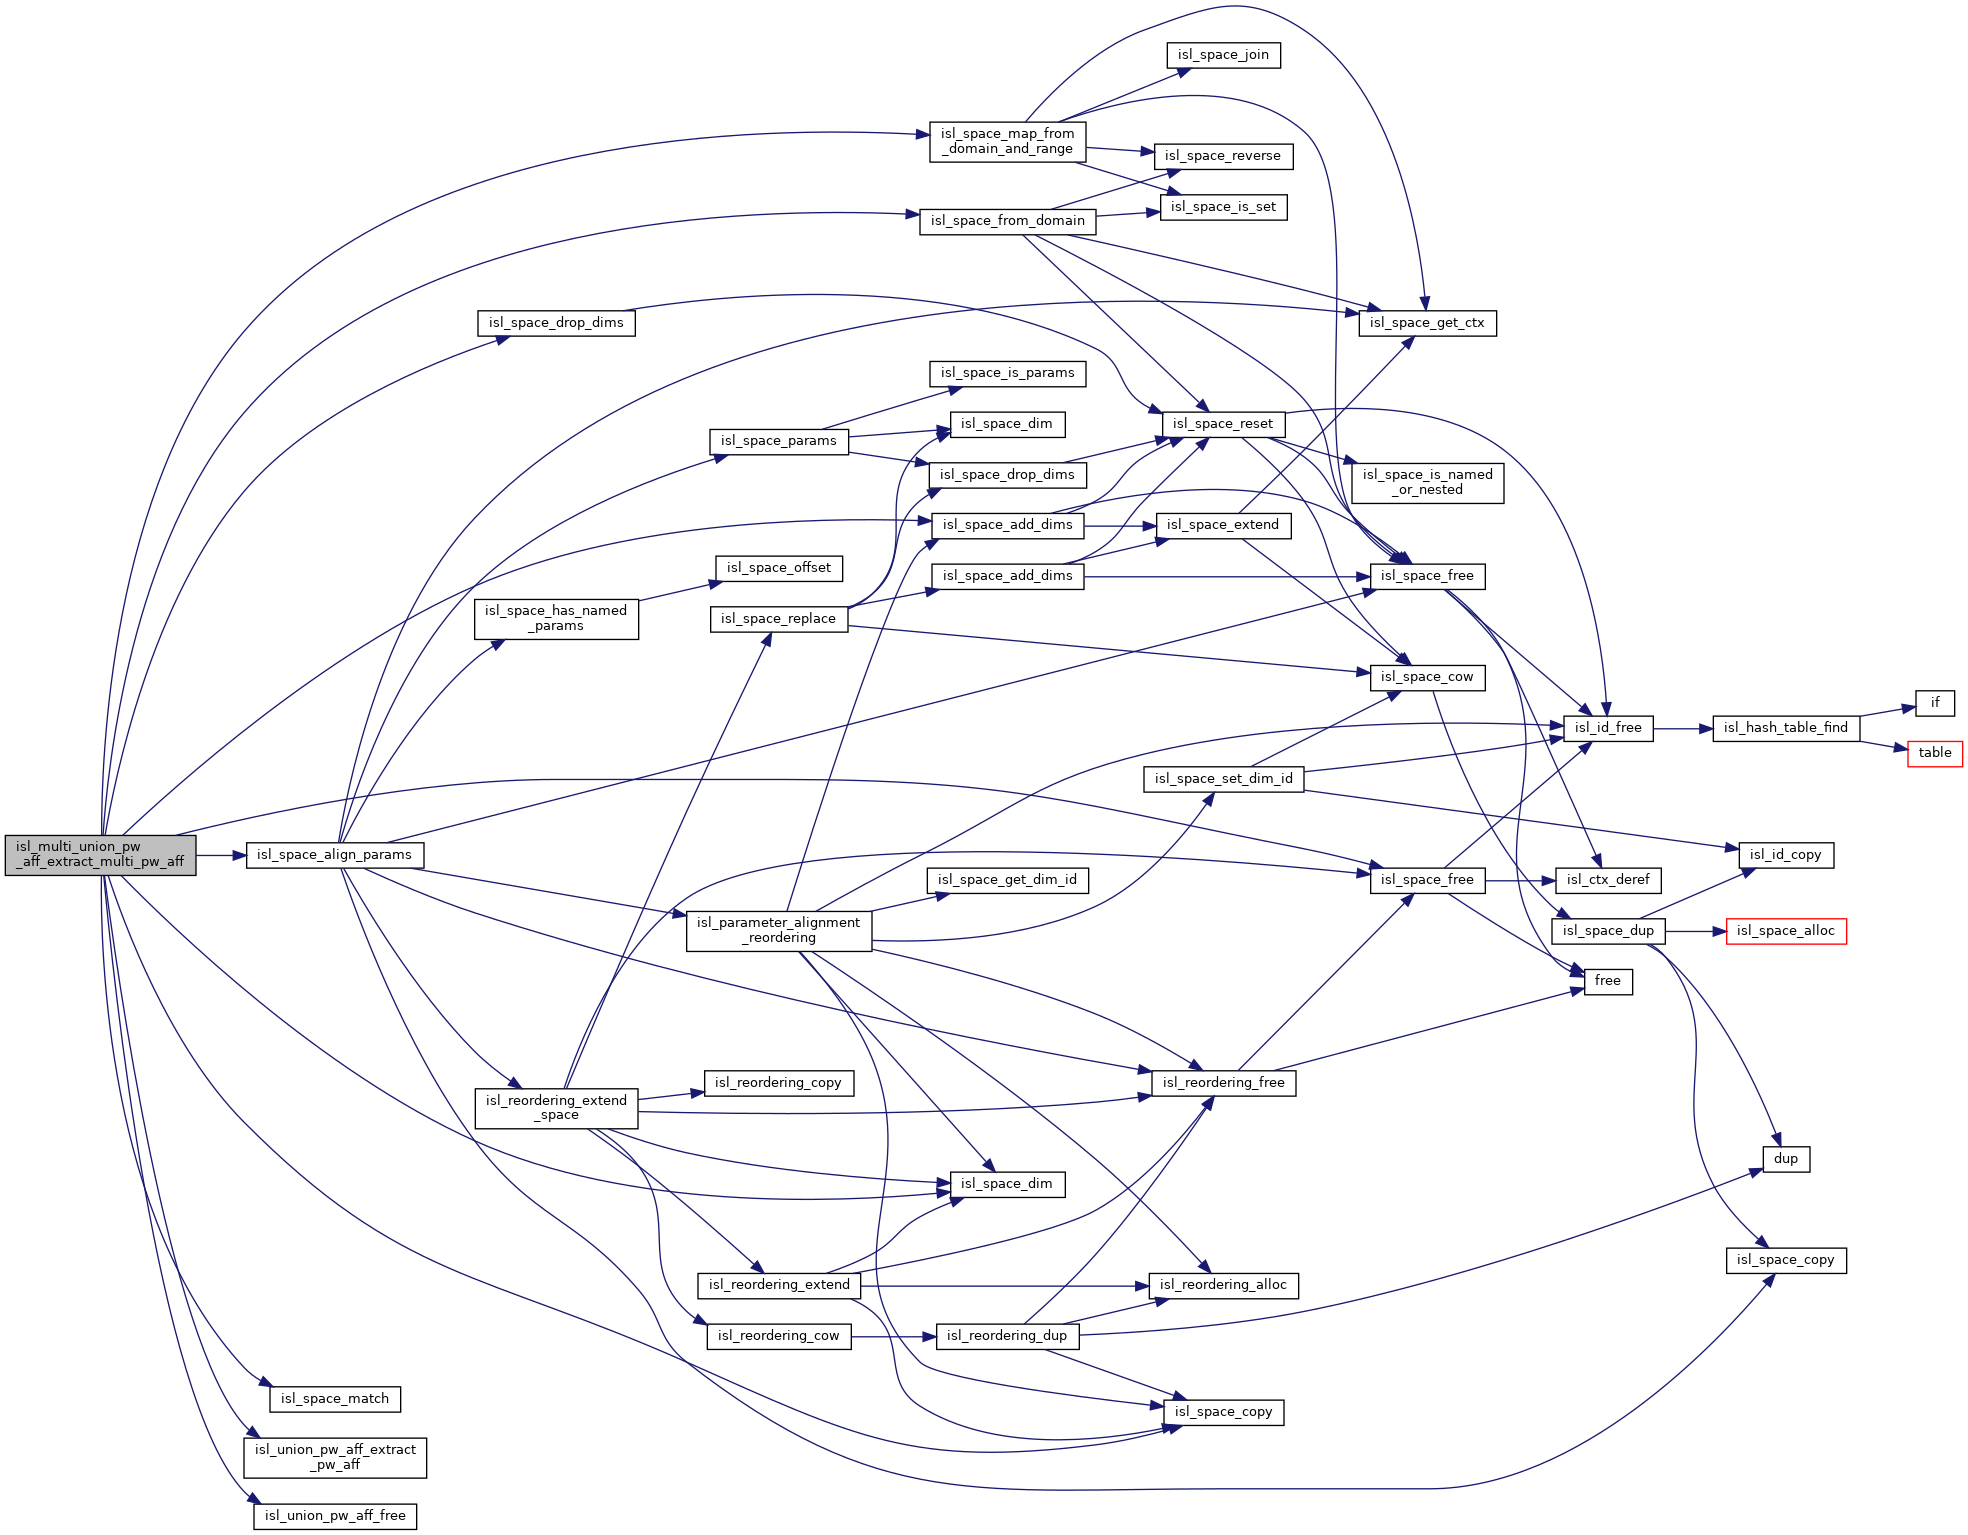 isl_space_join
isl_space_map_from
_domain_and_range
isl_space_reverse
isl_space_is_set
isl_space_from_domain
isl_space_drop_dims
isl_space_get_ctx
isl_space_is_params
isl_space_dim
isl_space_params
isl_space_reset
isl_space_drop_dims
isl_space_is_named
_or_nested
isl_space_add_dims
isl_space_extend
isl_space_offset
isl_space_add_dims
isl_space_free
isl_space_has_named
_params
isl_space_replace
isl_space_cow
if
isl_id_free
isl_hash_table_find
table
isl_space_set_dim_id
isl_multi_union_pw
_aff_extract_multi_pw_aff
isl_space_align_params
isl_id_copy
isl_space_get_dim_id
isl_space_free
isl_ctx_deref
isl_parameter_alignment
_reordering
isl_space_dup
isl_space_alloc
free
isl_reordering_copy
isl_reordering_free
isl_reordering_extend
_space
dup
isl_space_dim
isl_space_copy
isl_reordering_extend
isl_reordering_alloc
isl_reordering_cow
isl_reordering_dup
isl_space_match
isl_space_copy
isl_union_pw_aff_extract
_pw_aff
isl_union_pw_aff_free